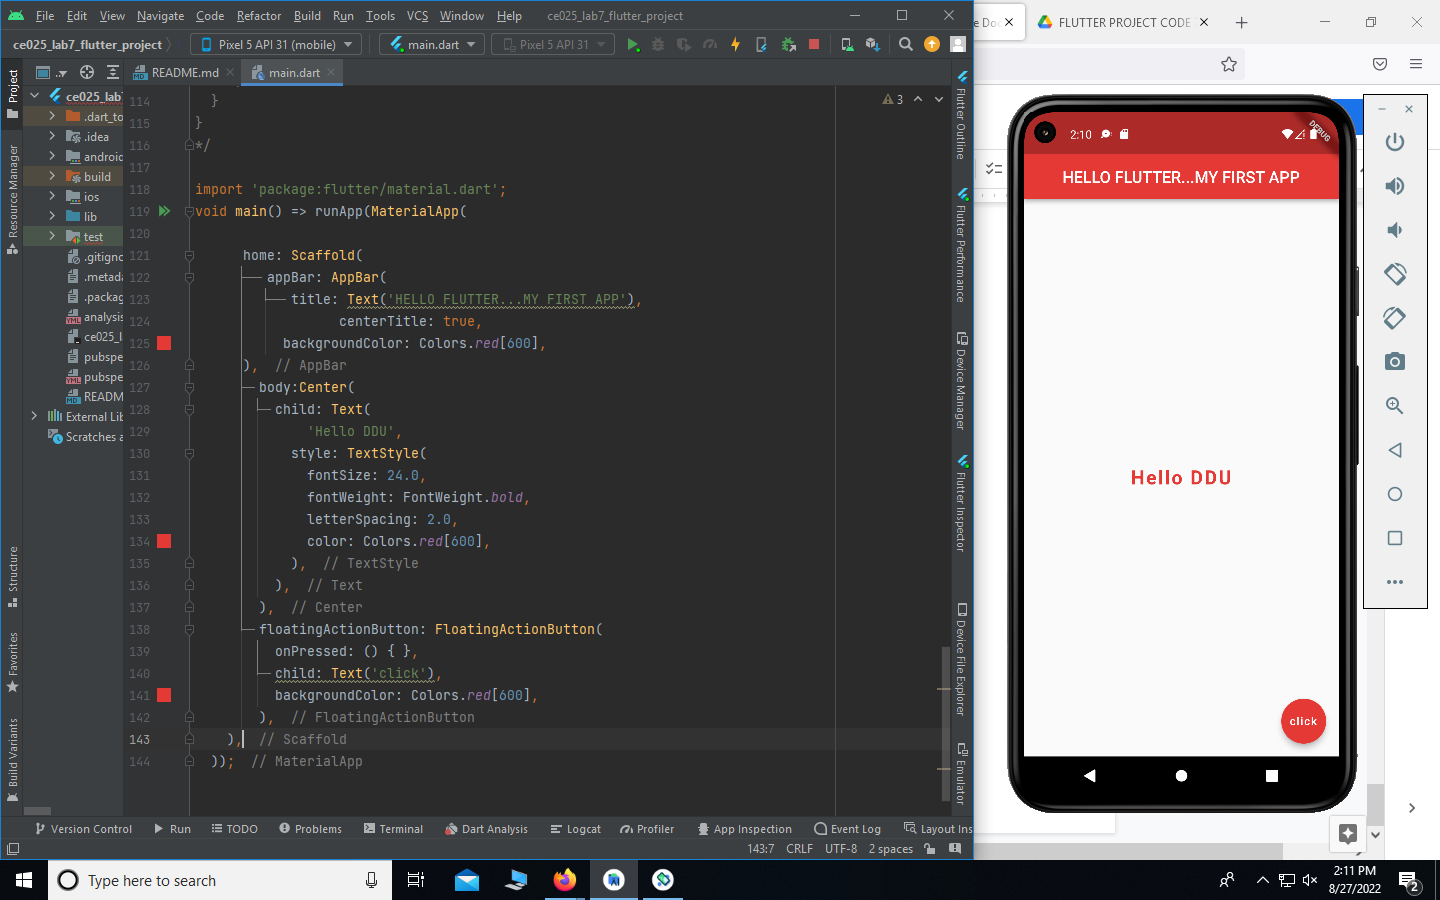 File Edit View Navigate Code Refactor Build Run Tools VCS Window Help ce025_lab7_flutter_project
ce025_lab7_flutter_project
Pixel 5 API 31 (mobile)
main.dart
Pixel 5 API 31
e Doc
FLUTTER PROJECT CODE
Project
Resource Manager
Structure
Favorites
Build Variants
README.md
main.dart
ce025_lab7
.dart_to
.idea
android
build
ios
lib
test
.gitigno
.metada
.package
analysis
ce025_l
pubspe
pubspe
READM
External Lib
Scratches a
3
114 }
115 }
116 */
117
118 import 'package:flutter/material.dart';
119 void main() => runApp(MaterialApp(
120
121 home: Scaffold(
122 appBar: AppBar(
123 title: Text('HELLO FLUTTER...MY FIRST APP'),
124 centerTitle: true,
125 backgroundColor: Colors.red[600],
126 ), // AppBar
127 body:Center(
128 child: Text(
129 'Hello DDU',
130 style: TextStyle(
131 fontSize: 24.0,
132 fontWeight: FontWeight.bold,
133 letterSpacing: 2.0,
134 color: Colors.red[600],
135 ), // TextStyle
136 ), // Text
137 ), // Center
138 floatingActionButton: FloatingActionButton(
139 onPressed: () { },
140 child: Text('click'),
141 backgroundColor: Colors.red[600],
142 ), // FloatingActionButton
143 ), // Scaffold
144 )); // MaterialApp
Flutter Outline
Flutter Performance
Device Manager
Flutter Inspector
Device File Explorer
Emulator
2:10
DEBUG
HELLO FLUTTER...MY FIRST APP
Hello DDU
click
Version Control Run TODO Problems Terminal Dart Analysis Logcat Profiler App Inspection Event Log Layout Ins
143:7 CRLF UTF-8 2 spaces
Type here to search
2:11 PM
8/27/2022
2